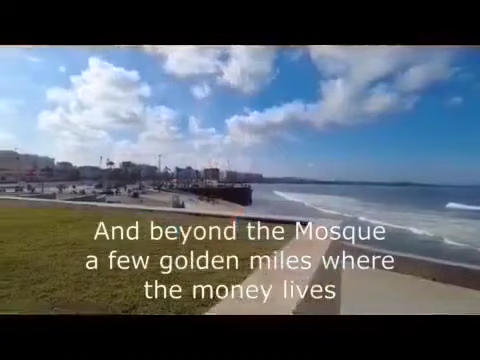 And beyond the Mosque
a few golden miles where
the money lives